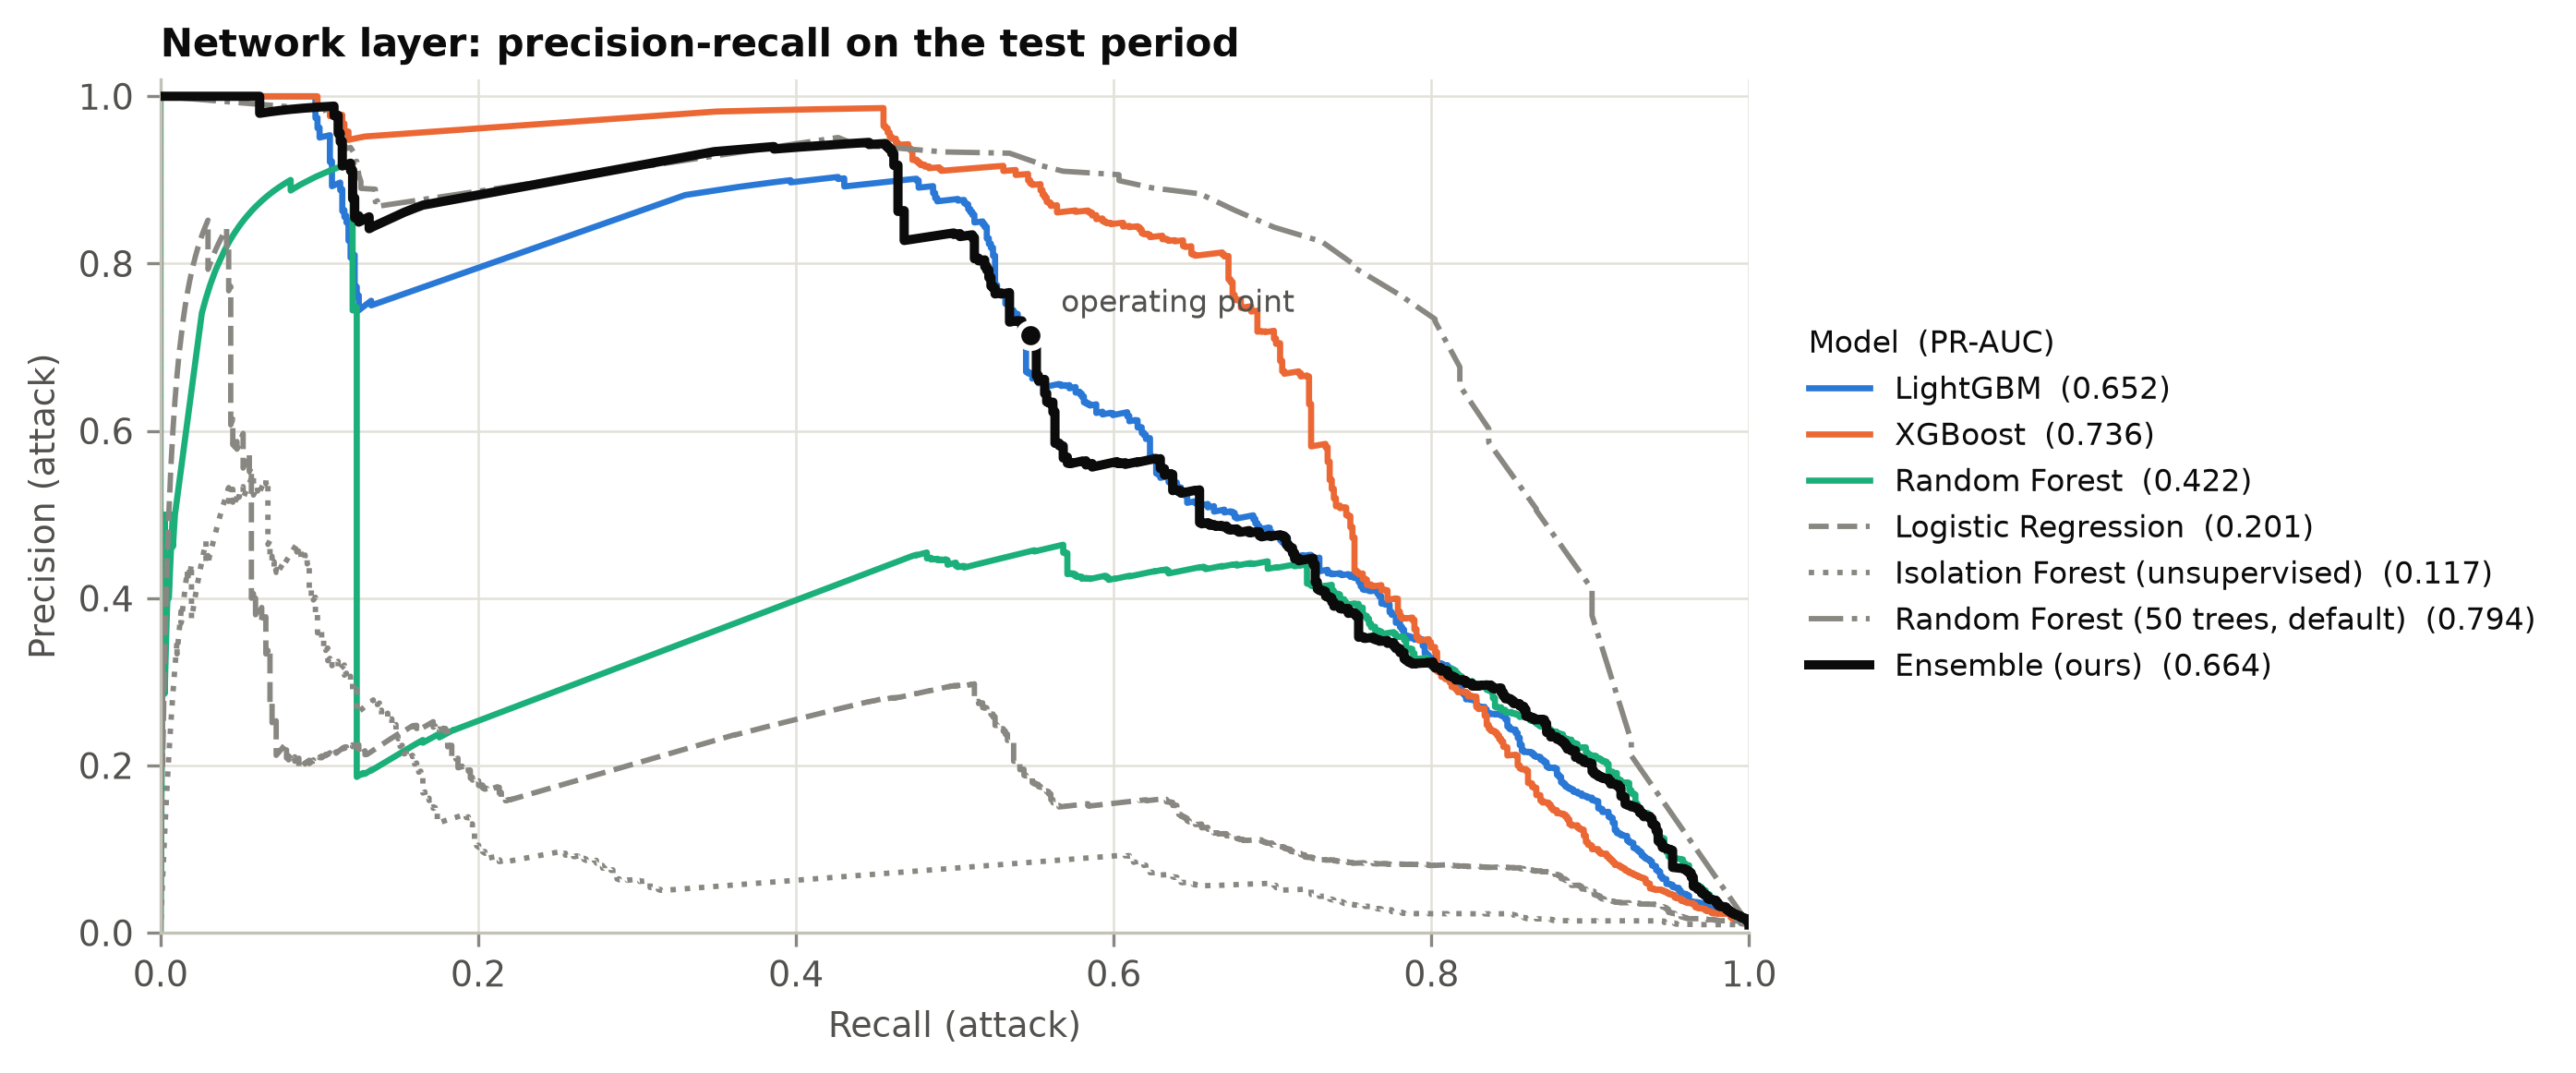 Network layer: precision-recall on the test period
Precision (attack)
1.0
0.8
0.6
0.4
0.2
0.0
operating point
0.0 0.2 0.4 0.6 0.8 1.0
Recall (attack)
Model (PR-AUC)
LightGBM (0.652)
XGBoost (0.736)
Random Forest (0.422)
Logistic Regression (0.201)
Isolation Forest (unsupervised) (0.117)
Random Forest (50 trees, default) (0.794)
Ensemble (ours) (0.664)